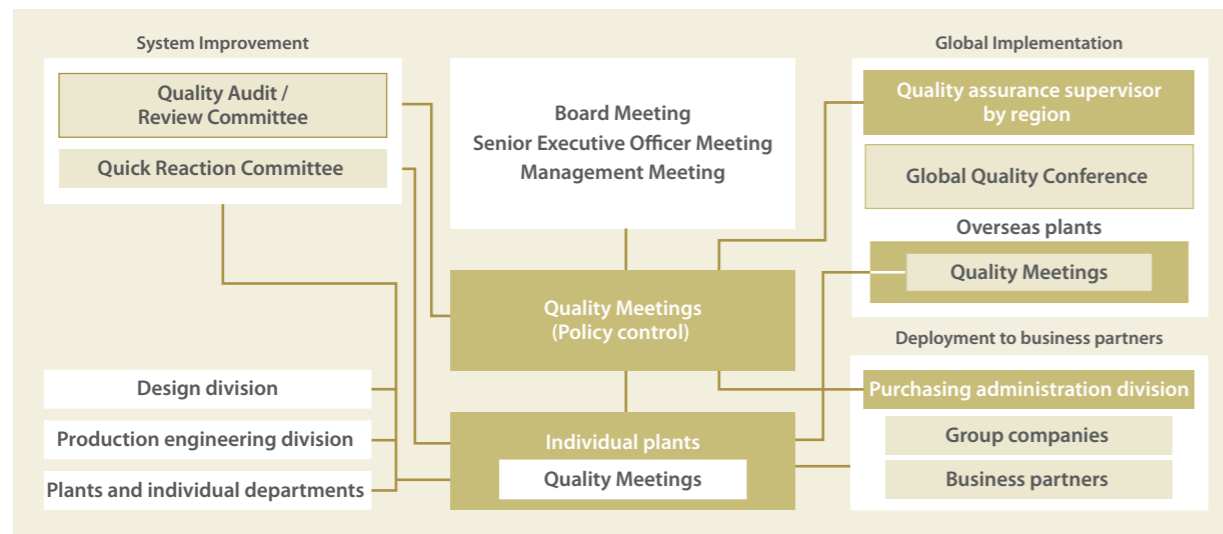 System Improvement
Quality Audit /
Review Committee
Quick Reaction Committee
Design division
Production engineering division
Plants and individual departments
Board Meeting
Senior Executive Officer Meeting
Management Meeting
Quality Meetings
(Policy control)
Individual plants
Quality Meetings
Global Implementation
Quality assurance supervisor
by region
Global Quality Conference
Overseas plants
Quality Meetings
Deployment to business partners
Purchasing administration division
Group companies
Business partners